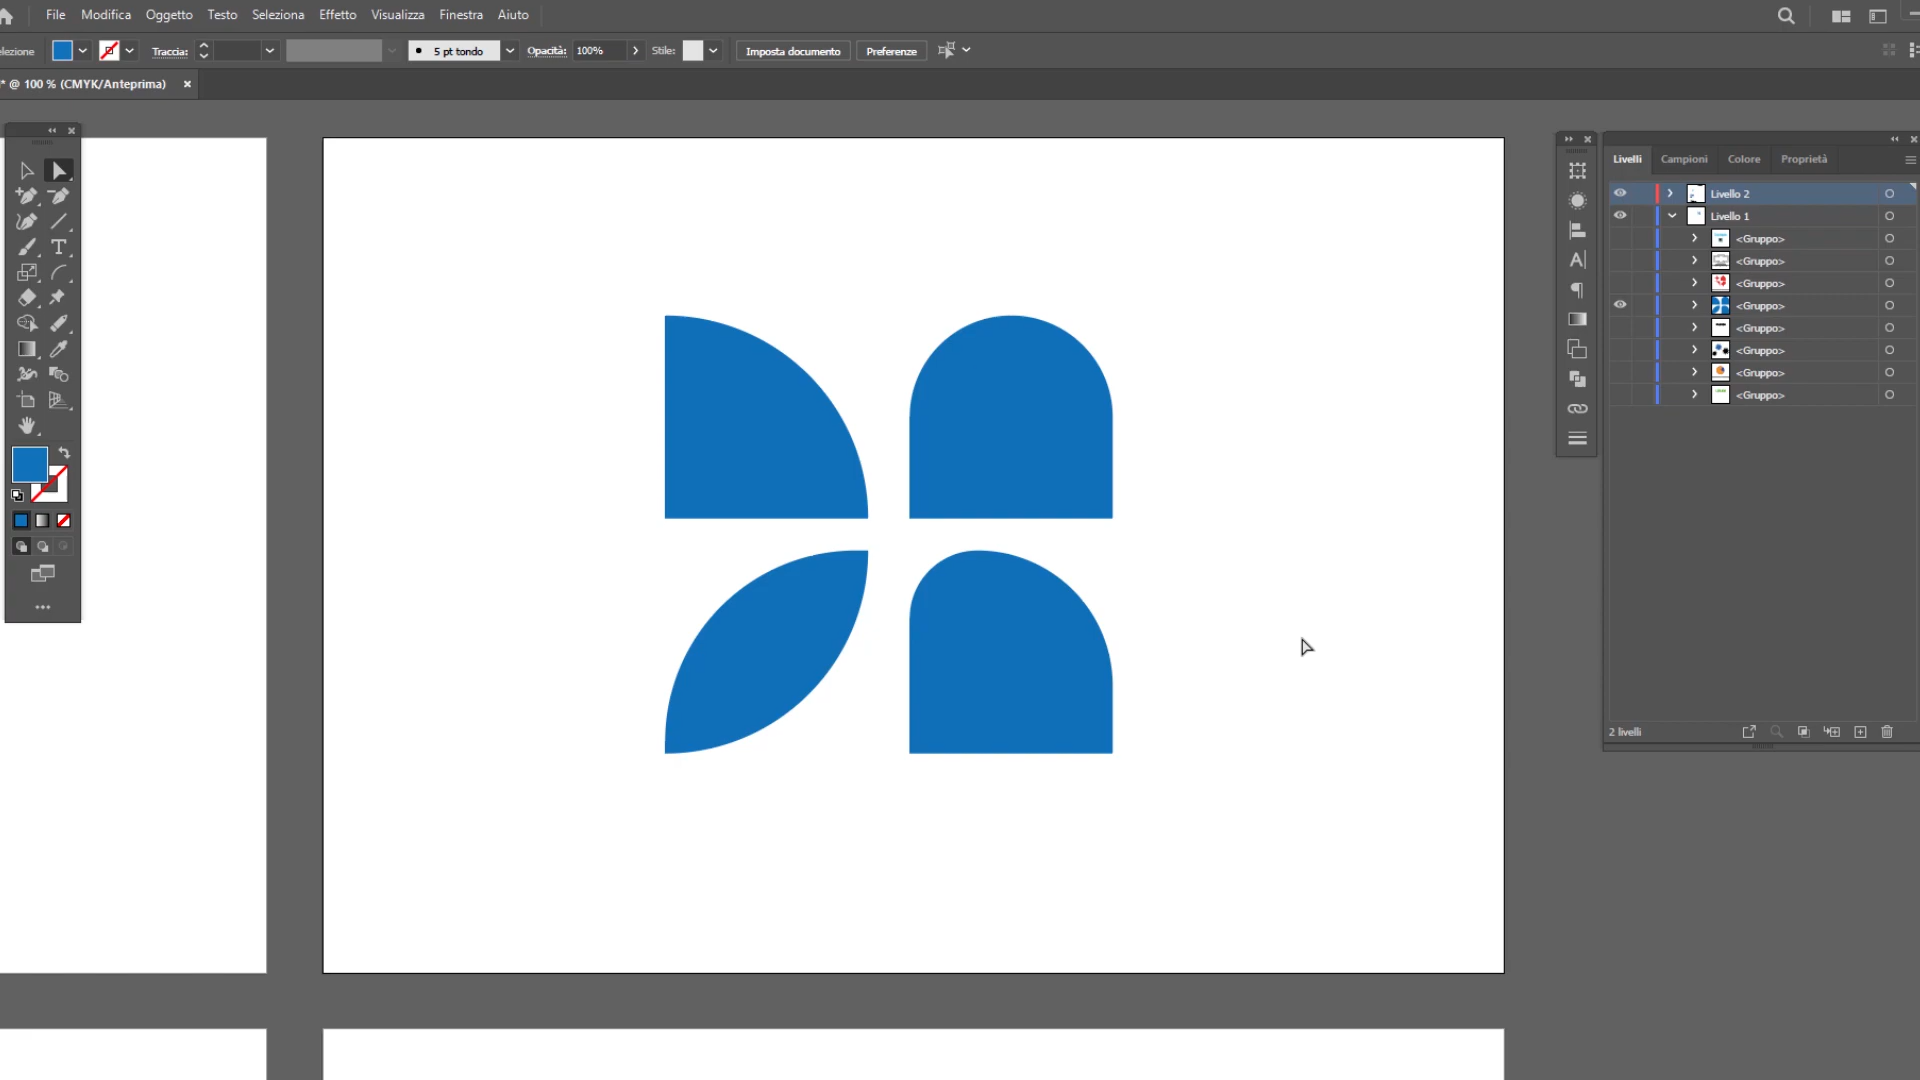 File Modifica Oggetto Testo Seleziona Effetto Visualizza Finestra Aiuto
elezione Traccia: 5 pt tondo Opacità: 100% Stile: Imposta documento Preferenze
* @ 100 % (CMYK/Anteprima)
Livelli Campioni Colore Proprietà
Livello 2
Livello 1
<Gruppo>
<Gruppo>
<Gruppo>
<Gruppo>
<Gruppo>
<Gruppo>
<Gruppo>
<Gruppo>
2 livelli